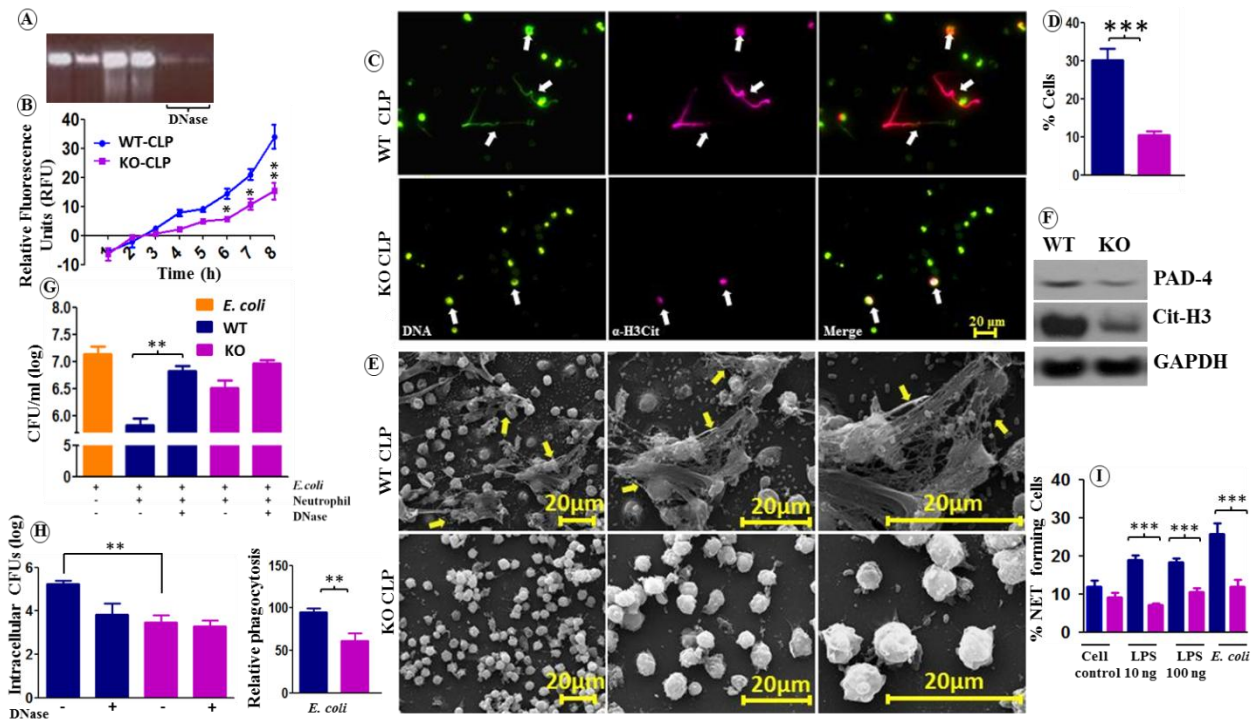 A
DNase
B
WT-CLP
KO-CLP
Relative Fluorescence
Units (RFU)
40
30
20
10
0
-10
1 2 3 4 5 6 7 8
* * **
Time (h)
C
WT CLP
KO CLP
DNA
α-H3Cit
Merge
20 µm
D
% Cells
40
30
20
10
0
***
E
WT CLP
KO CLP
20µm
20µm
20µm
20µm
20µm
20µm
F
WT KO
PAD-4
Cit-H3
GAPDH
G
E. coli
WT
KO
CFU/ml (log)
8.0
7.5
7.0
6.5
6.0
5
0
**
+ + + + + E.coli
- + + + + Neutrophil
- - + - + DNase
H
Intracellular CFUs (log)
6
4
2
0
**
DNase - + - +
Relative phagocytosis
150
100
50
0
**
E. coli
I
% NET forming Cells
40
30
20
10
0
*** *** ***
Cell control
LPS 10 ng
LPS 100ng
E. coli